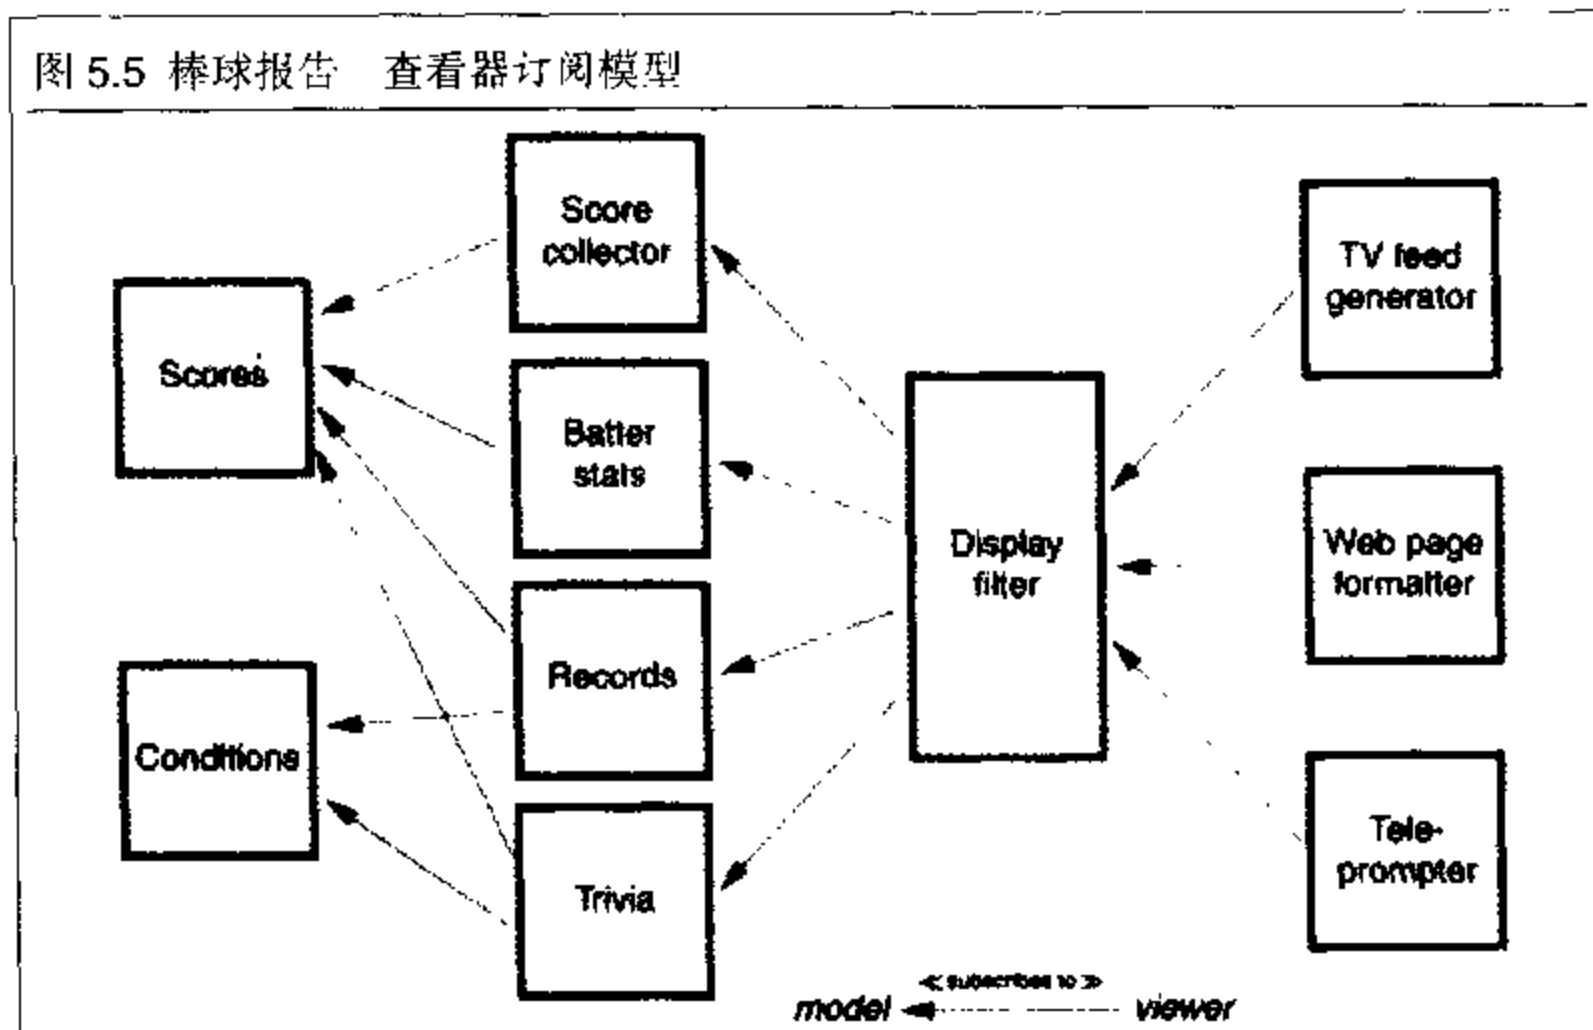 图 5.5 棒球报告 查看器订阅模型
Score
collector
TV feed
generator
Scores
Batter
stats
Display
filter
Web page
formatter
Records
Conditions
Trivia
Tele-
prompter
≪ subscribes to ≫
model
viewer